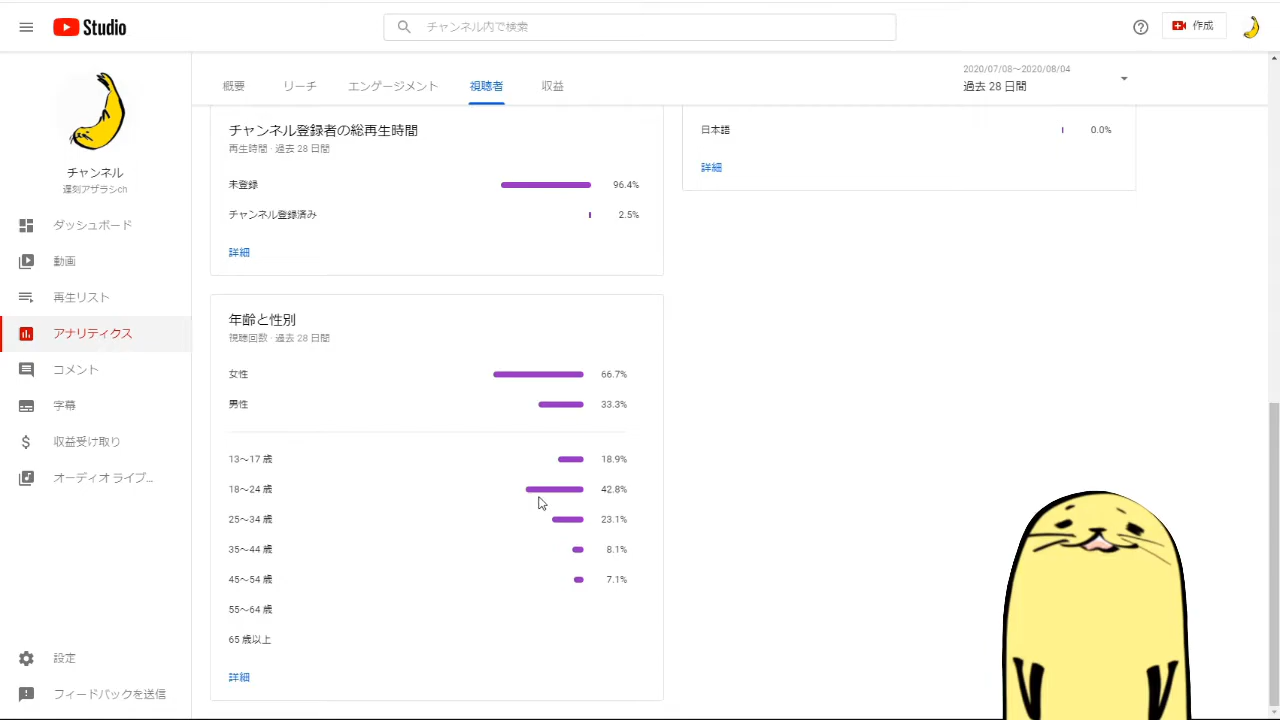 Studio
チャンネル内で検索
作成
チャンネル
遅刻アザラシch
ダッシュボード
動画
再生リスト
アナリティクス
コメント
字幕
収益受け取り
オーディオ ライブ...
設定
フィードバックを送信
概要
リーチ
エンゲージメント
視聴者
収益
2020/07/08～2020/08/04
過去 28 日間
チャンネル登録者の総再生時間
再生時間 · 過去 28 日間
未登録 96.4%
チャンネル登録済み 2.5%
詳細
日本語 0.0%
詳細
年齢と性別
視聴回数 · 過去 28 日間
女性 66.7%
男性 33.3%
13～17 歳 18.9%
18～24 歳 42.8%
25～34 歳 23.1%
35～44 歳 8.1%
45～54 歳 7.1%
55～64 歳
65 歳以上
詳細